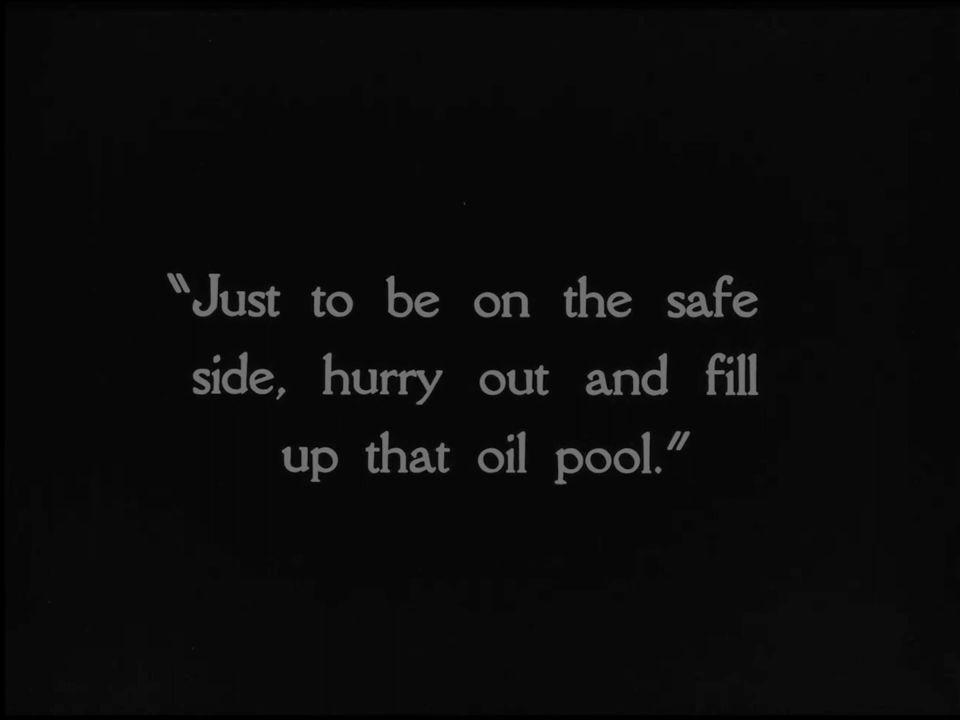 "Just to be on the safe
side, hurry out and fill
up that oil pool."